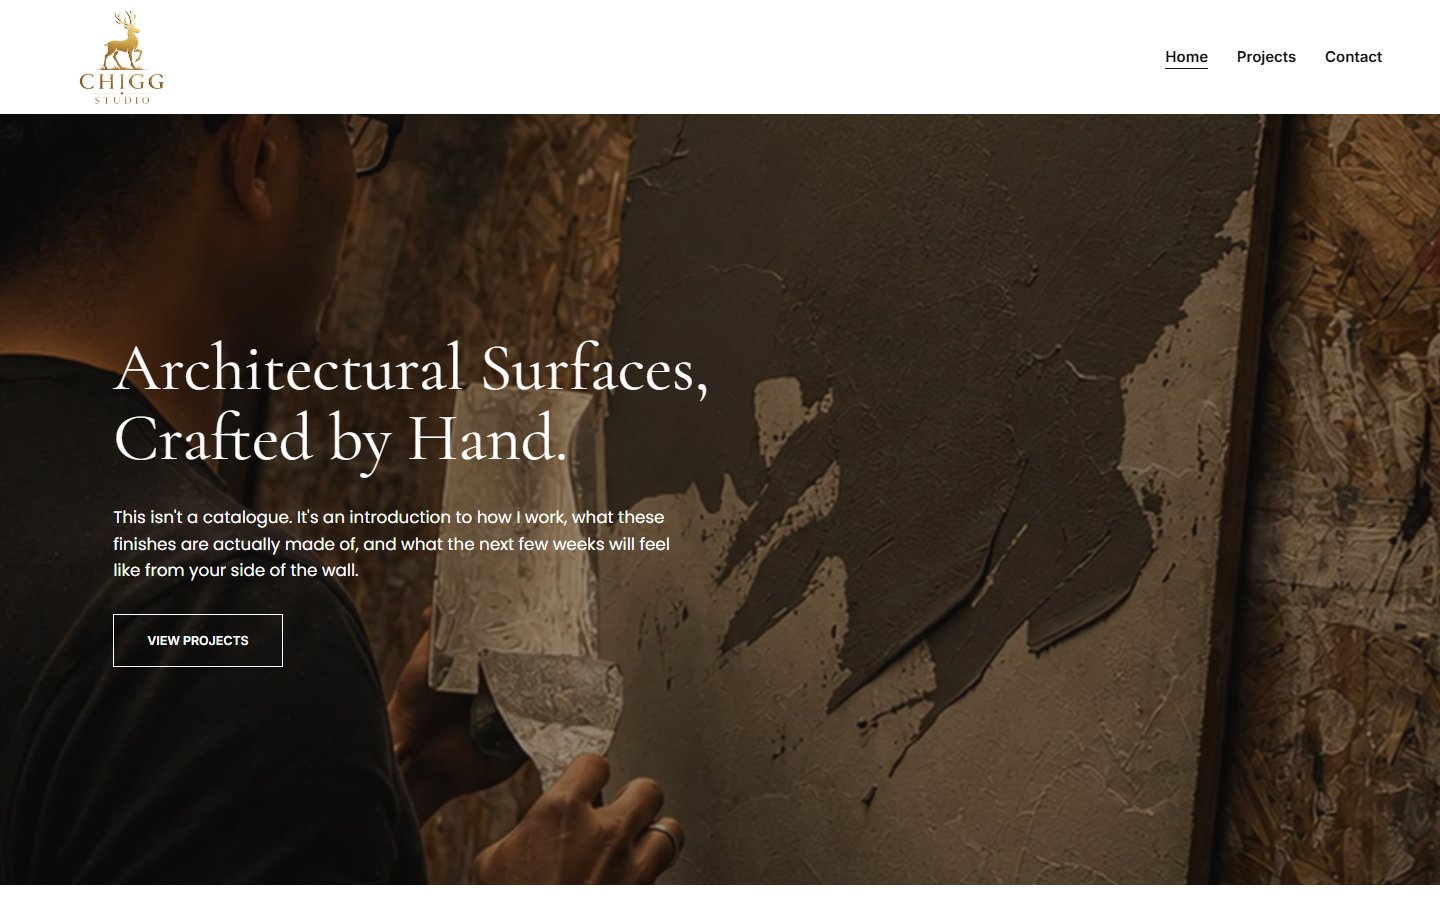 CHIGG
STUDIO
Home
Projects
Contact
Architectural Surfaces,
Crafted by Hand.
This isn't a catalogue. It's an introduction to how I work, what these
finishes are actually made of, and what the next few weeks will feel
like from your side of the wall.
VIEW PROJECTS